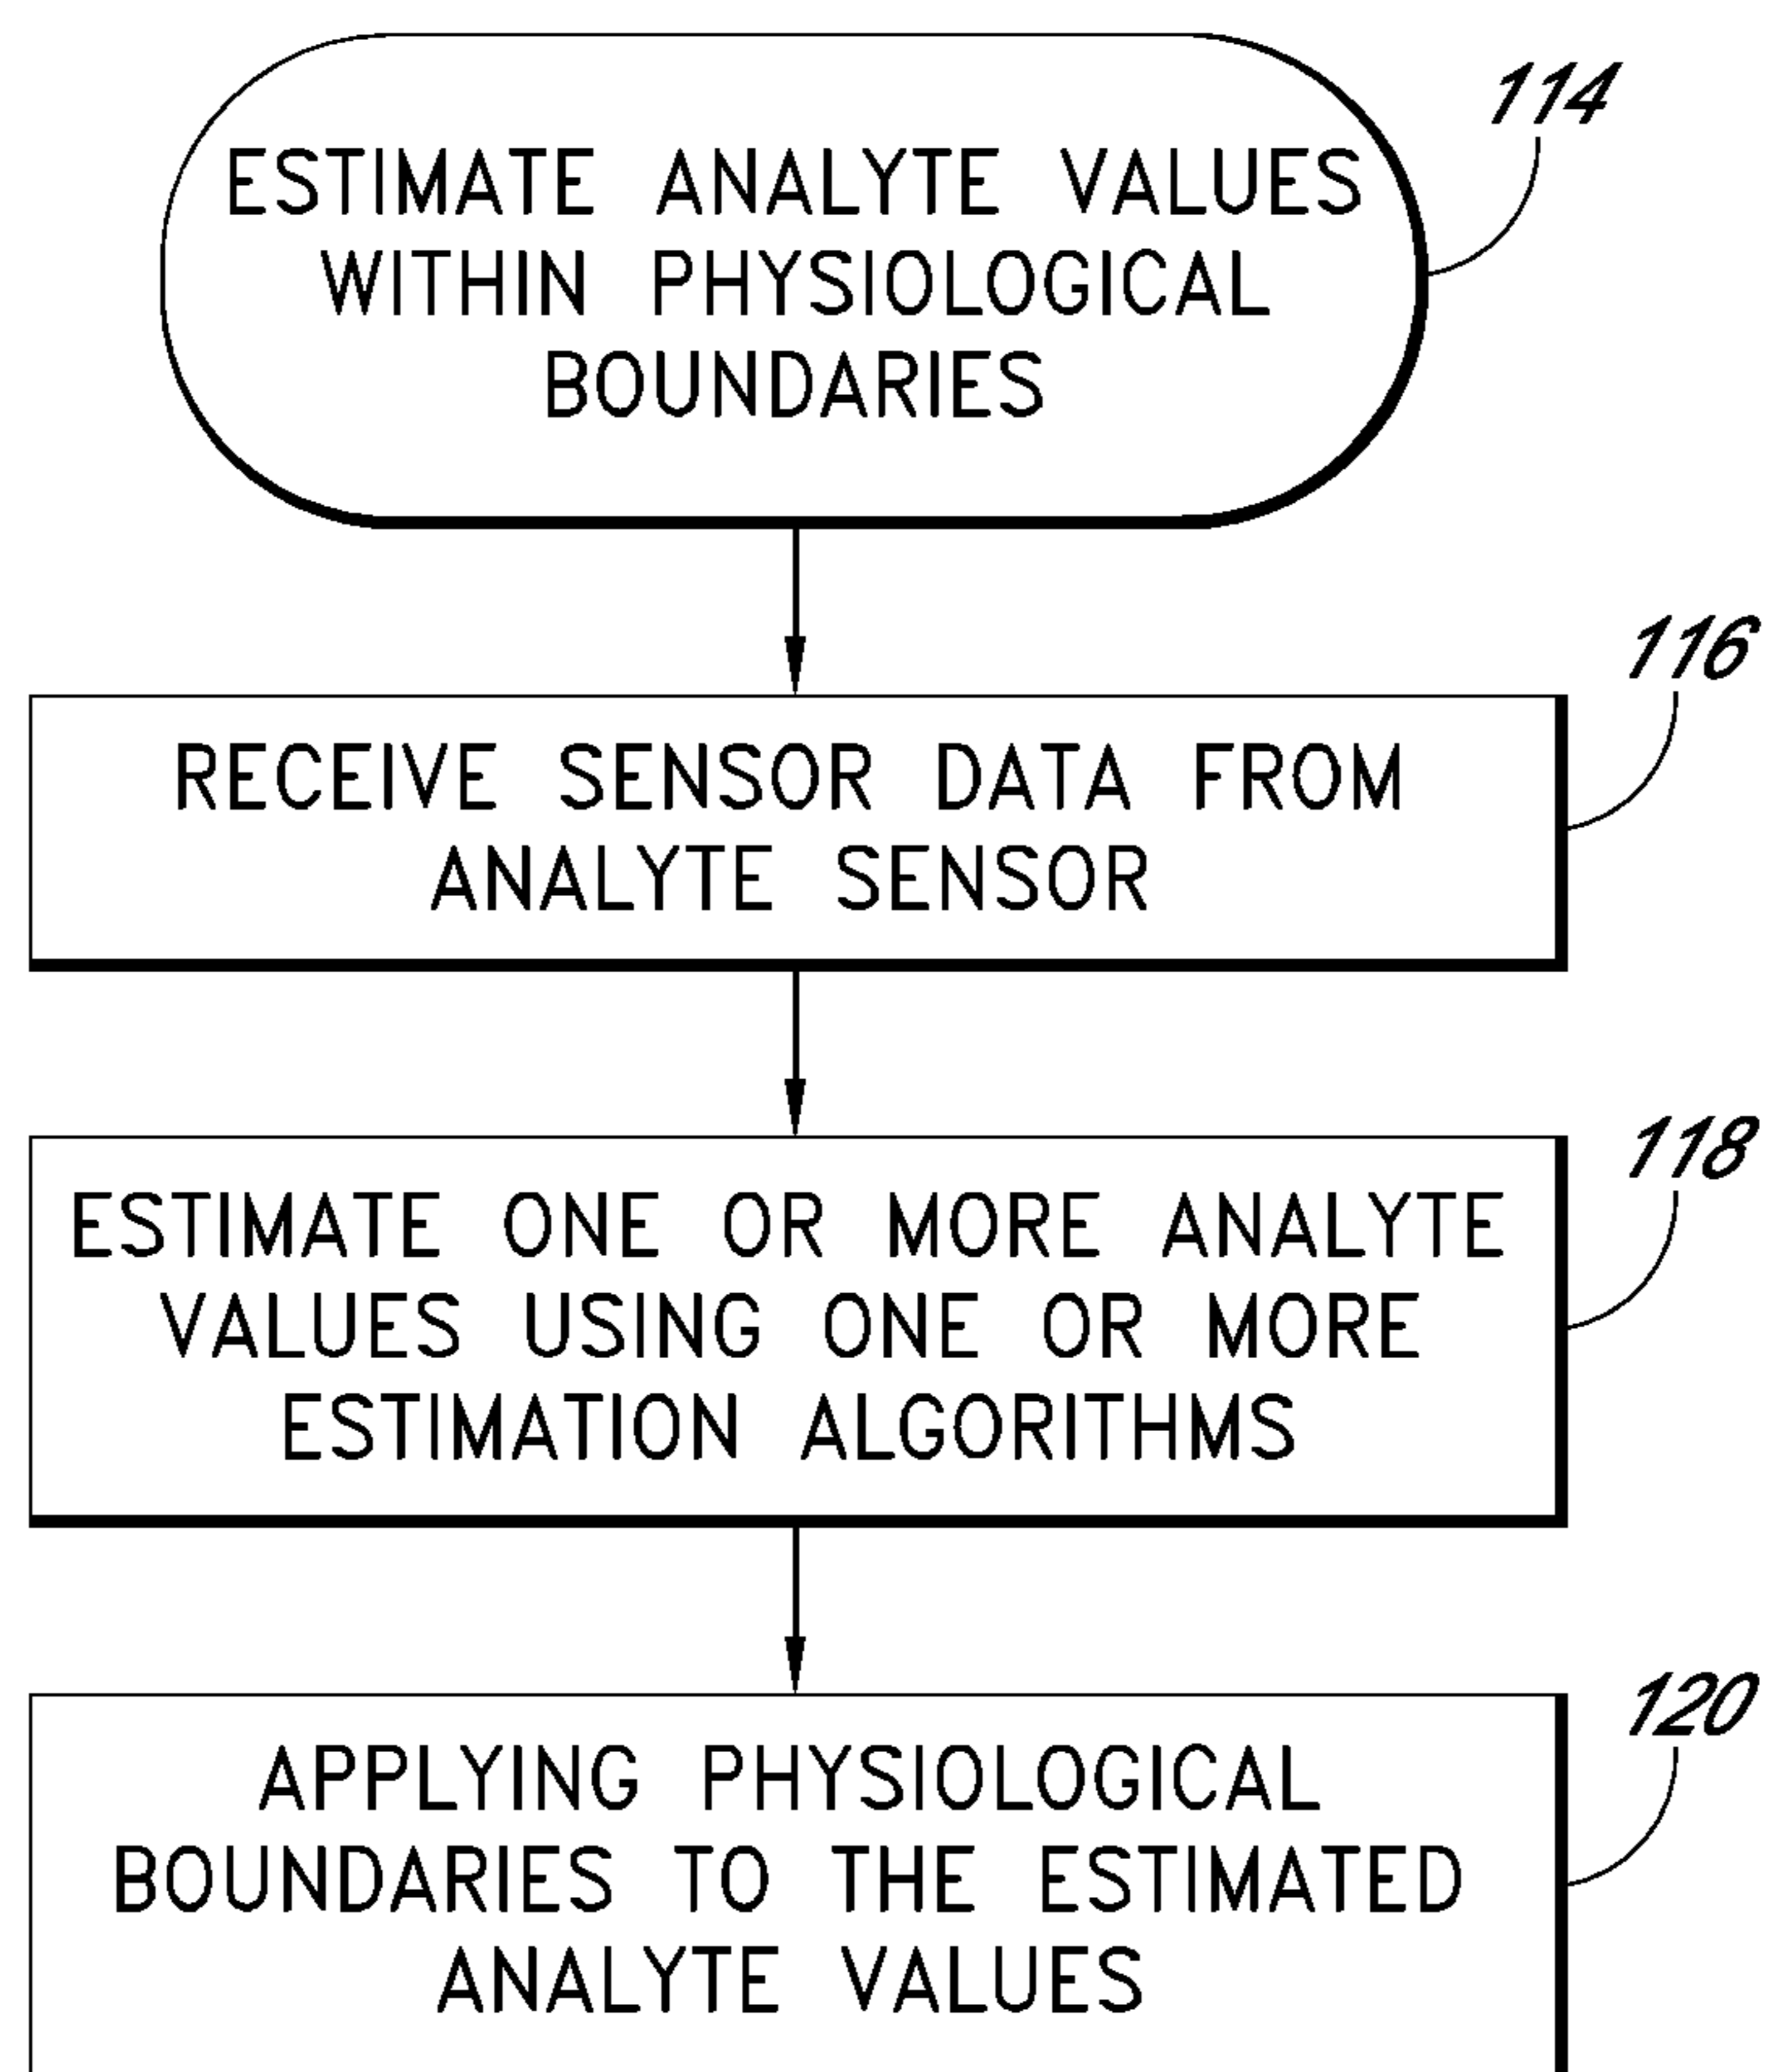 114
ESTIMATE ANALYTE VALUES
WITHIN PHYSIOLOGICAL
BOUNDARIES
116
RECEIVE SENSOR DATA FROM
ANALYTE SENSOR
118
ESTIMATE ONE OR MORE ANALYTE
VALUES USING ONE OR MORE
ESTIMATION ALGORITHMS
120
APPLYING PHYSIOLOGICAL
BOUNDARIES TO THE ESTIMATED
ANALYTE VALUES